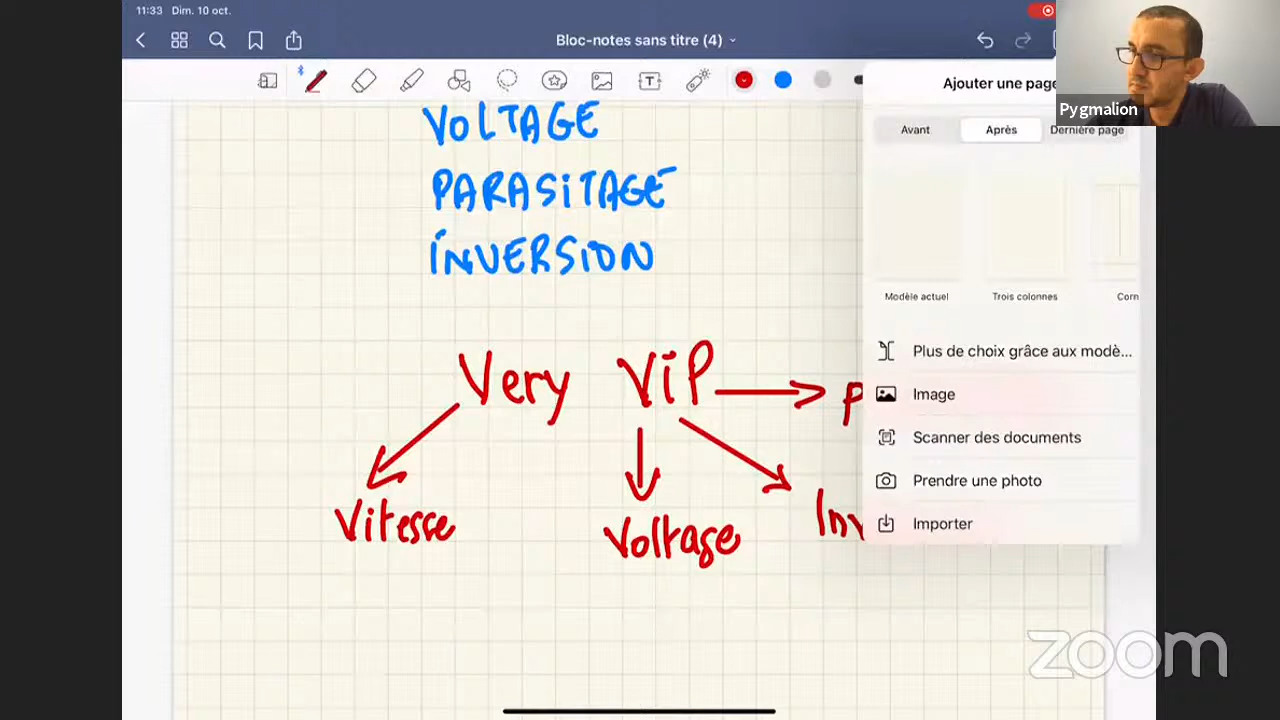 11:33 Dim. 10 oct.
Bloc-notes sans titre (4)
Ajouter une page
Pygmalion
Avant Après Dernière page
VOLTAGE
PARASITAGE
INVERSION
Modèle actuel Trois colonnes Corn
Plus de choix grâce aux modè...
Image
Scanner des documents
Prendre une photo
Importer
Very ViP P
Vitesse Voltage Inv
zoom